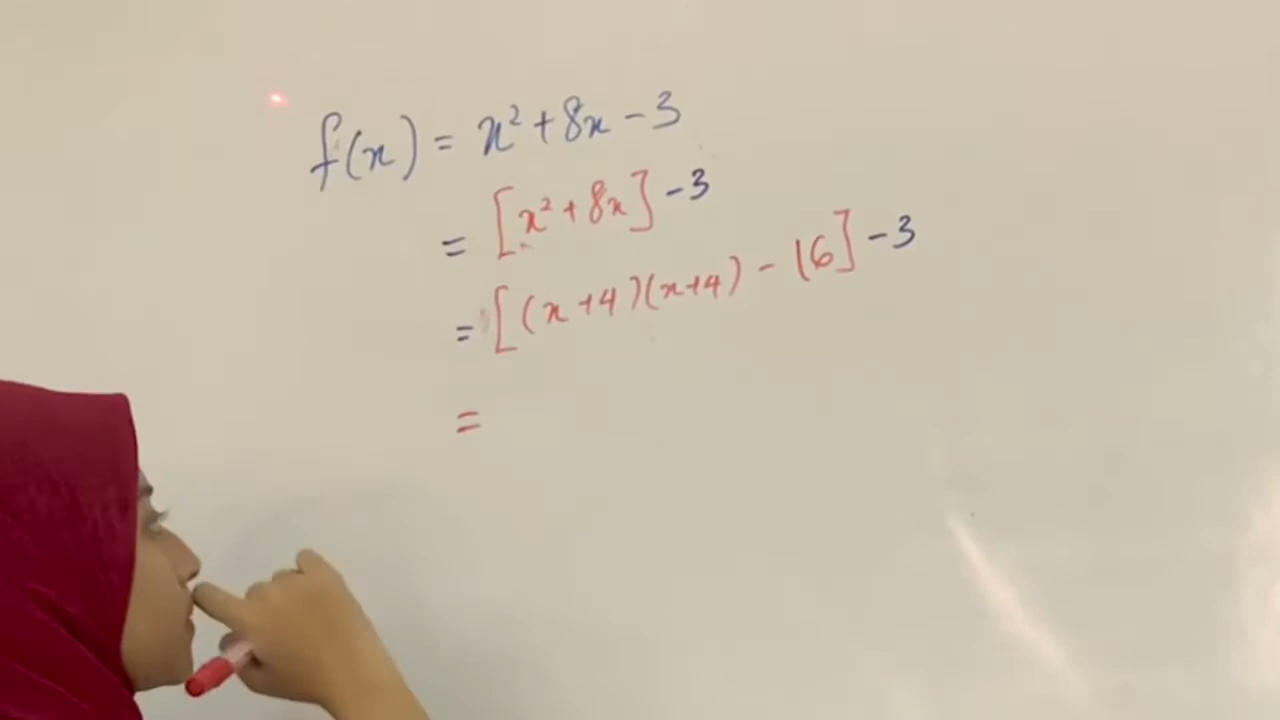 f(x) = x² + 8x - 3
= [x² + 8x] - 3
= [(x+4)(x+4) - 16] - 3
=